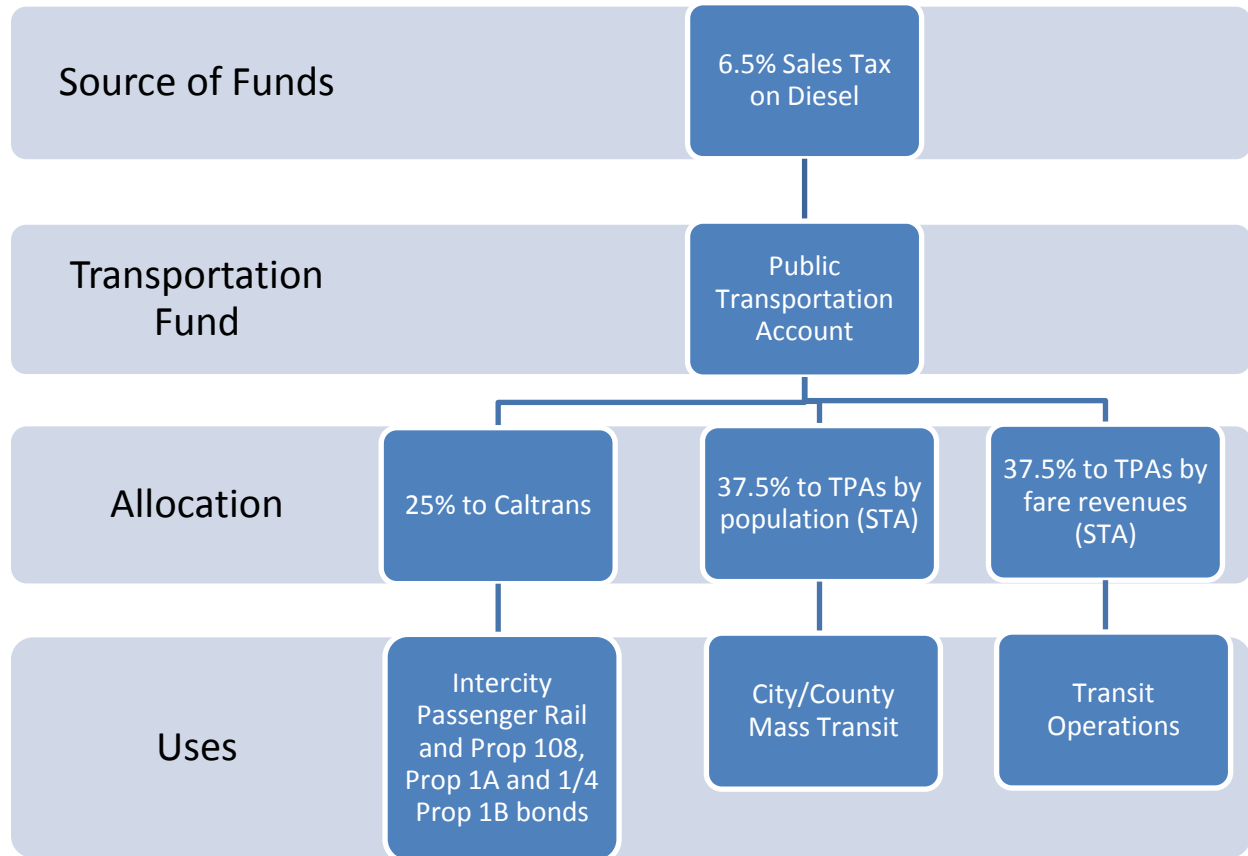 Source of Funds
6.5% Sales Tax
on Diesel
Transportation
Fund
Public
Transportation
Account
Allocation
25% to Caltrans
37.5% to TPAs by
population (STA)
37.5% to TPAs by
fare revenues
(STA)
Uses
Intercity
Passenger Rail
and Prop 108,
Prop 1A and 1/4
Prop 1B bonds
City/County
Mass Transit
Transit
Operations